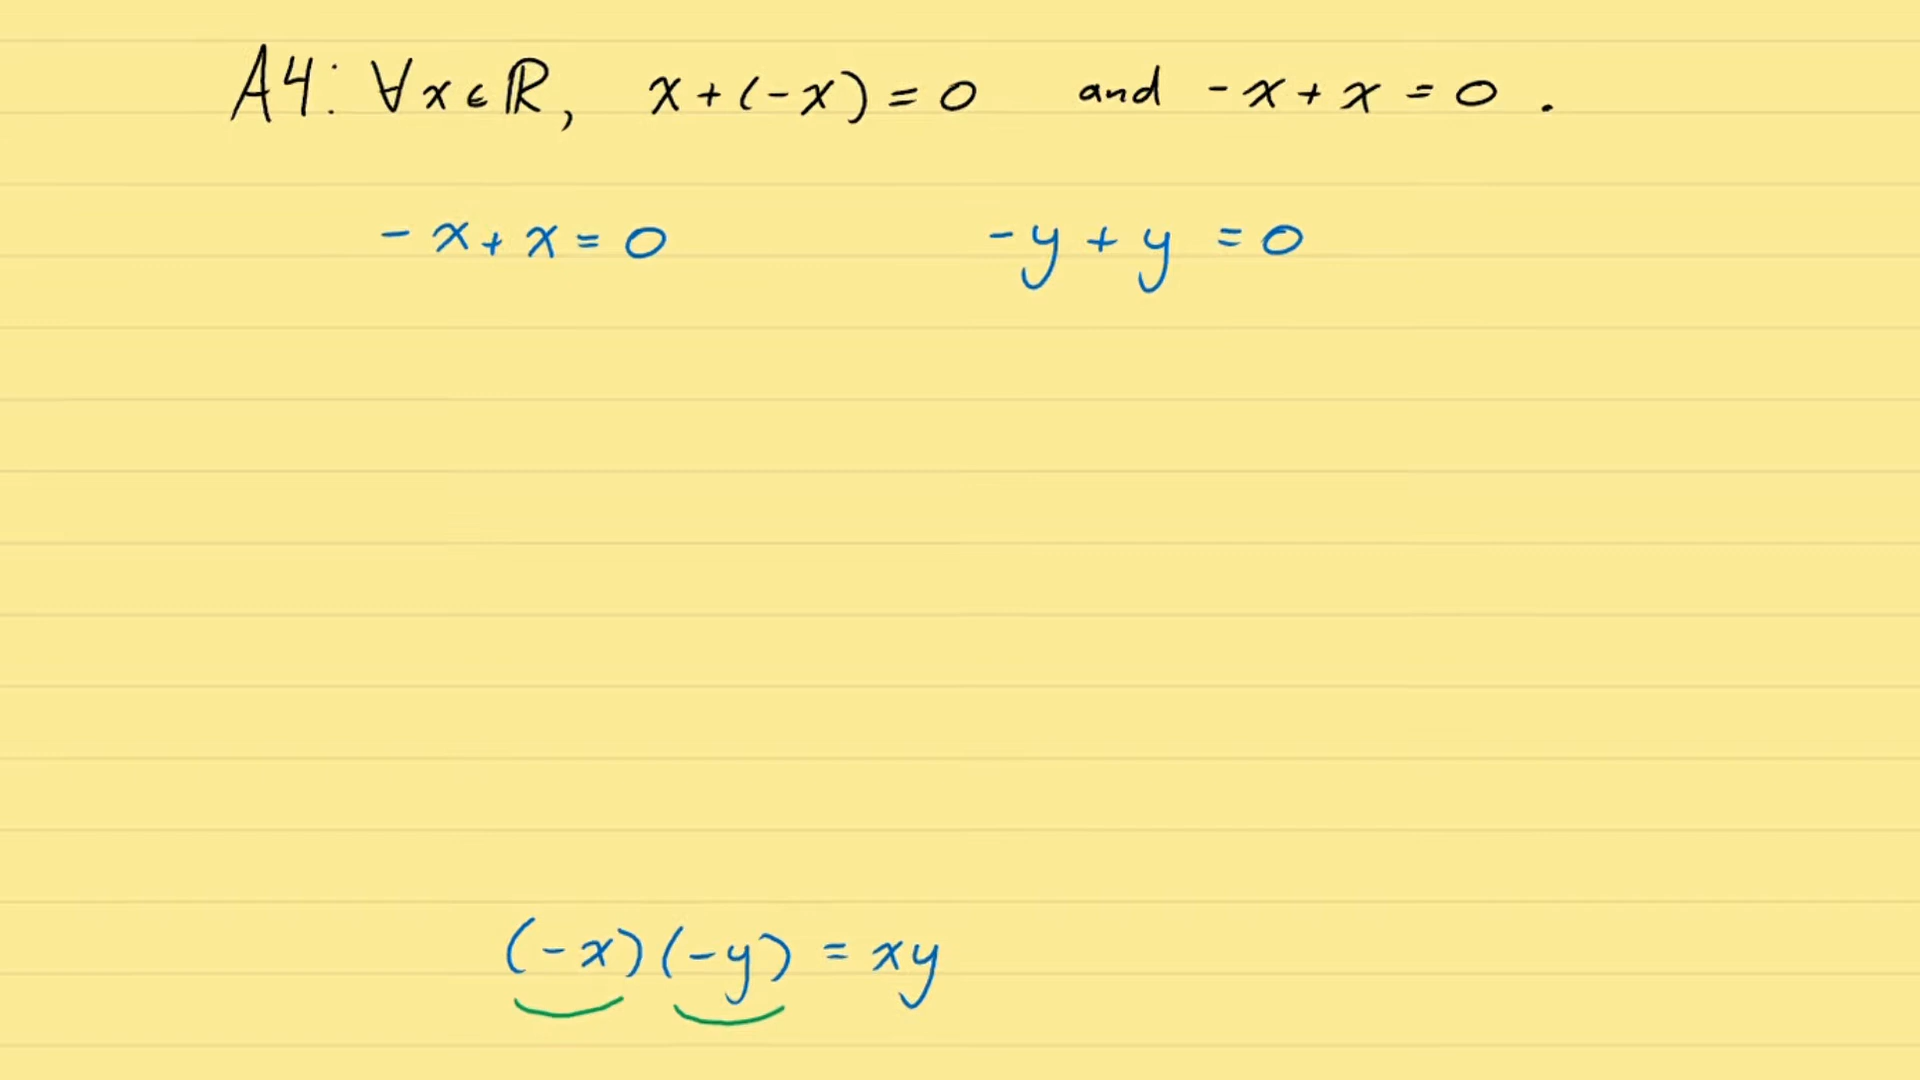 A4: ∀x∈ℝ, x+(-x)=0 and -x+x=0.
-x+x=0 -y+y=0
(-x)(-y)=xy